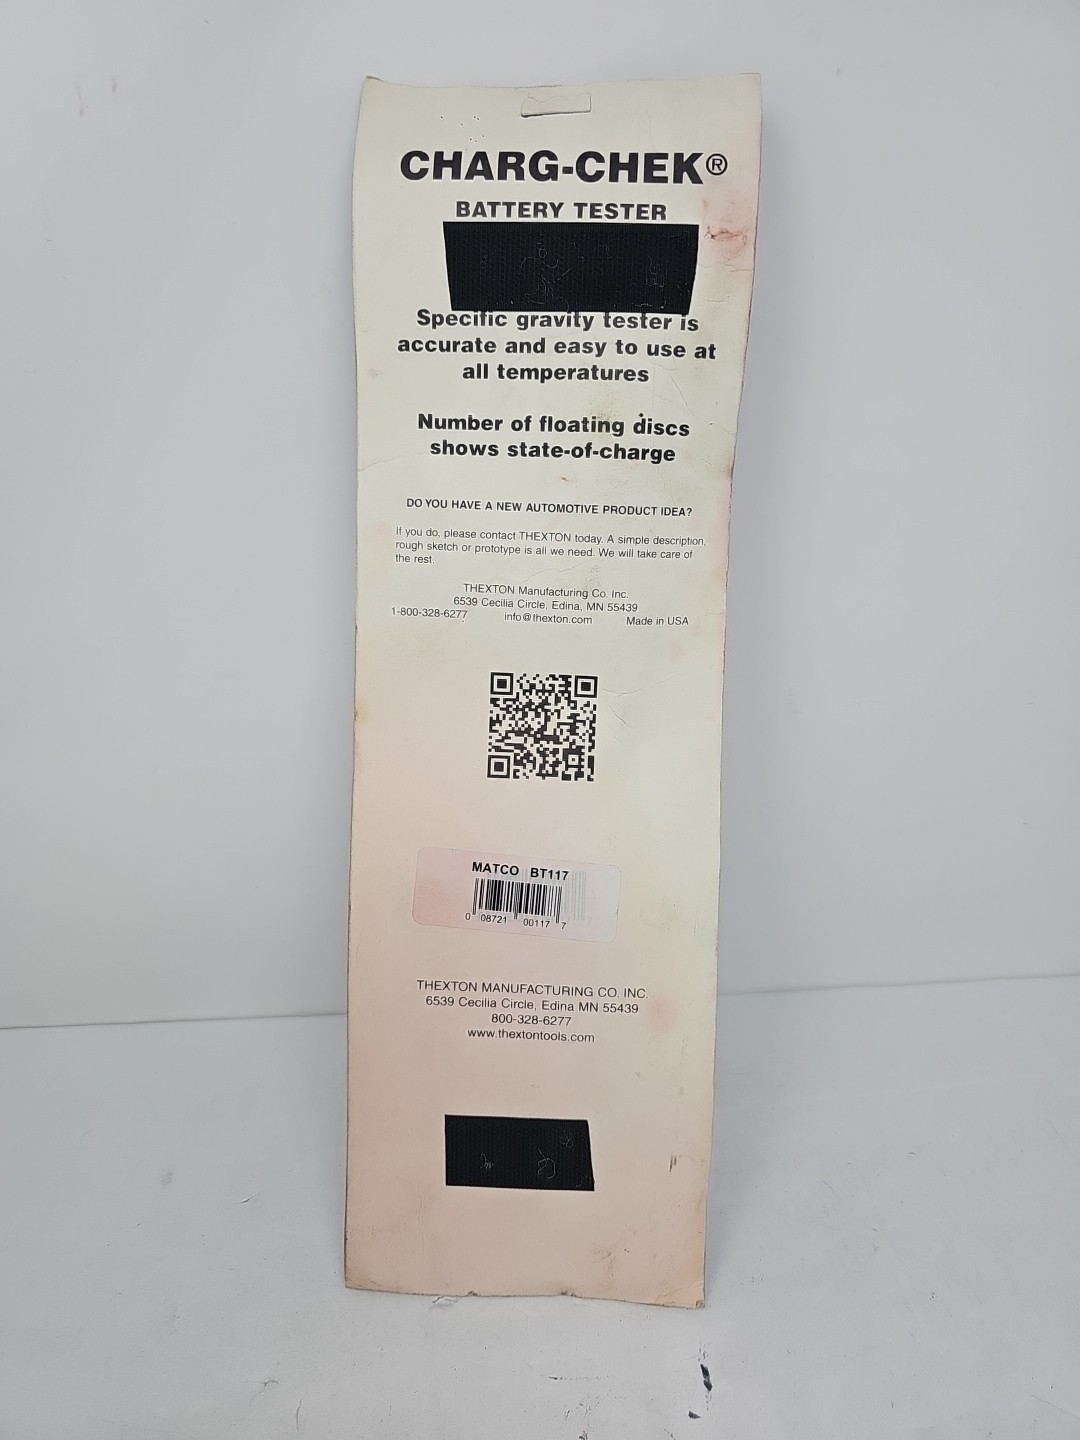 CHARG-CHEK®
BATTERY TESTER
Specific gravity tester is
accurate and easy to use at
all temperatures
Number of floating discs
shows state-of-charge
DO YOU HAVE A NEW AUTOMOTIVE PRODUCT IDEA?
If you do, please contact THEXTON today. A simple description,
rough sketch or prototype is all we need. We will take care of
the rest.
THEXTON Manufacturing Co. Inc.
6539 Cecilia Circle, Edina, MN 55439
1-800-328-6277 info@thexton.com Made in USA
MATCO BT117
0 08721 00117 7
THEXTON MANUFACTURING CO. INC.
6539 Cecilia Circle, Edina MN 55439
800-328-6277
www.thextontools.com